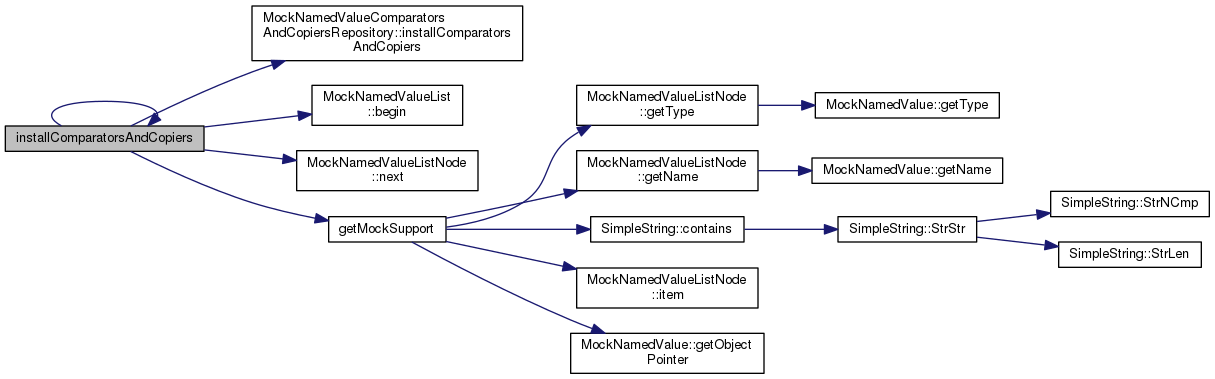 MockNamedValueComparators
AndCopiersRepository::installComparators
AndCopiers
installComparatorsAndCopiers
MockNamedValueList
::begin
MockNamedValueListNode
::next
getMockSupport
MockNamedValueListNode
::getType
MockNamedValue::getType
MockNamedValueListNode
::getName
MockNamedValue::getName
SimpleString::contains
SimpleString::StrStr
SimpleString::StrNCmp
SimpleString::StrLen
MockNamedValueListNode
::item
MockNamedValue::getObject
Pointer